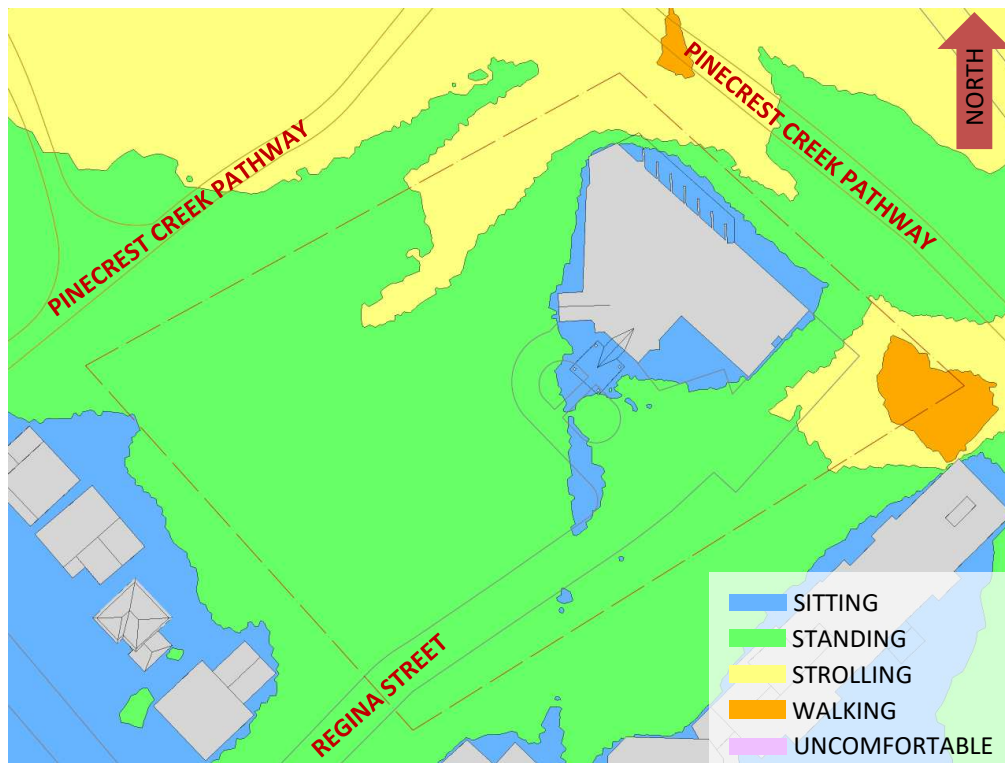 PINECREST CREEK PATHWAY
NORTH
PINECREST CREEK PATHWAY
REGINA STREET
SITTING
STANDING
STROLLING
WALKING
UNCOMFORTABLE